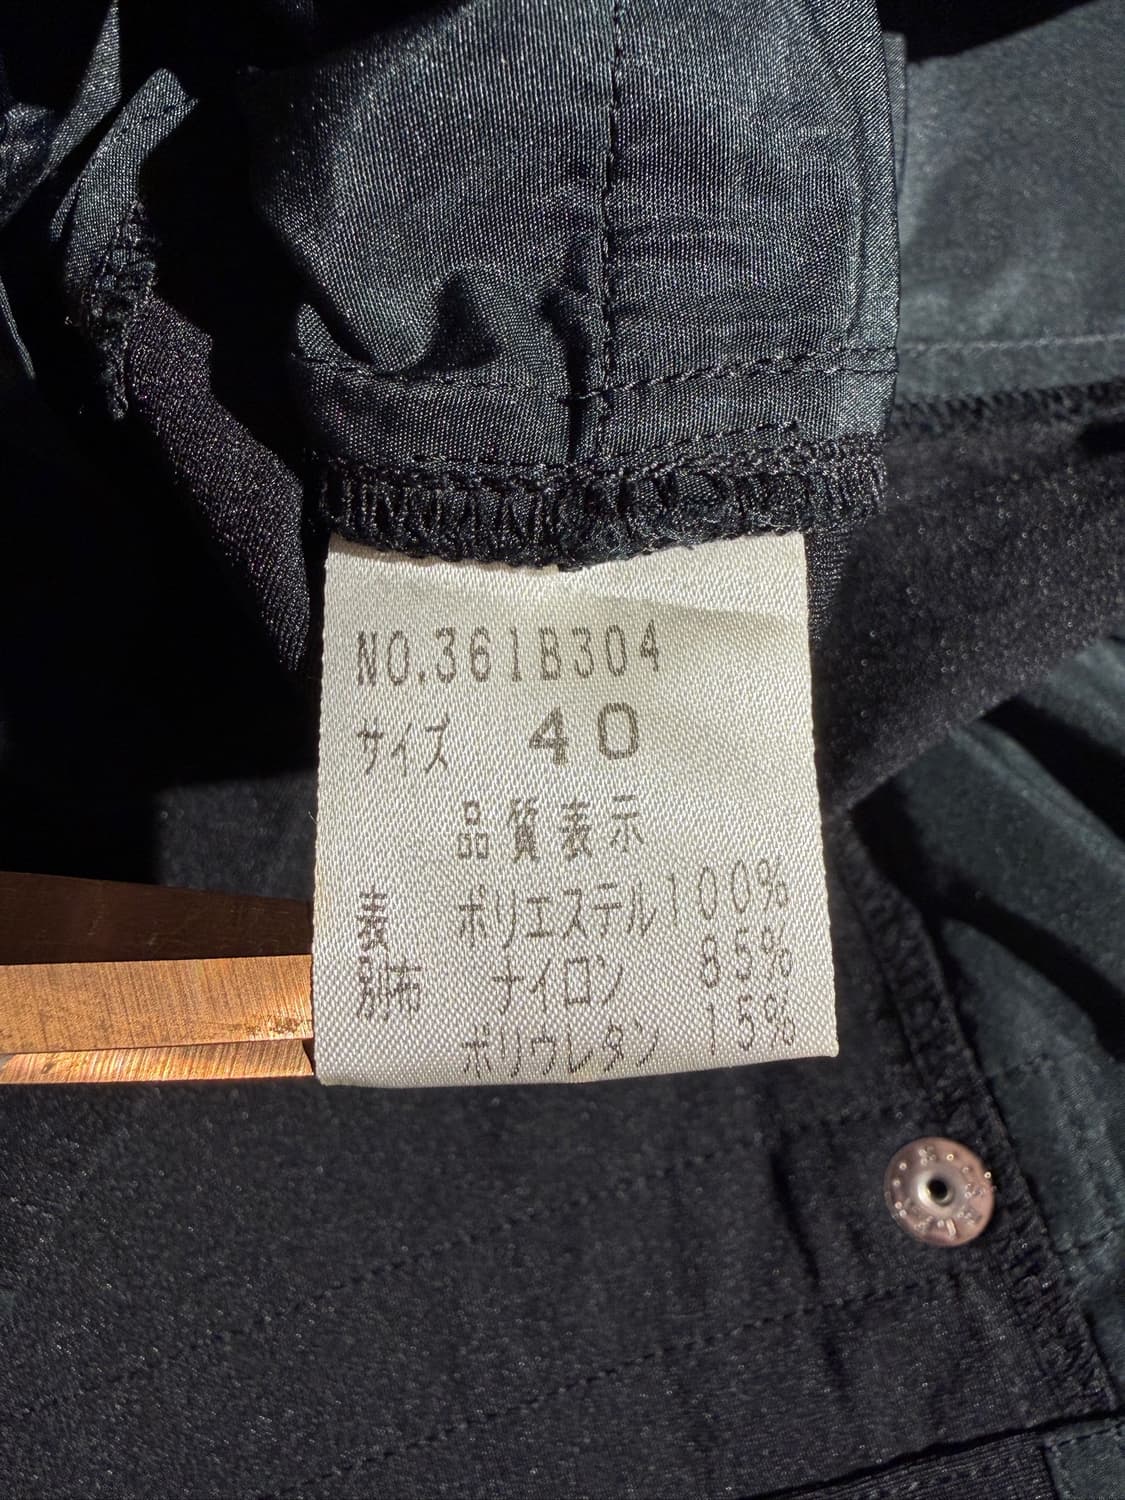 NO.361B304
サイズ 40
品質表示
表 ポリエステル100%
別布 ナイロン 85%
ポリウレタン 15%